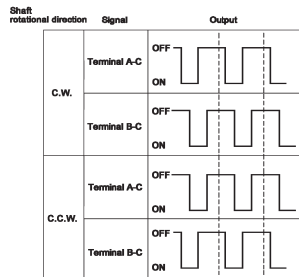 Shaft
rotational direction Signal Output
C.W.
Terminal A-C
OFF
ON
Terminal B-C
OFF
ON
C.C.W.
Terminal A-C
OFF
ON
Terminal B-C
OFF
ON